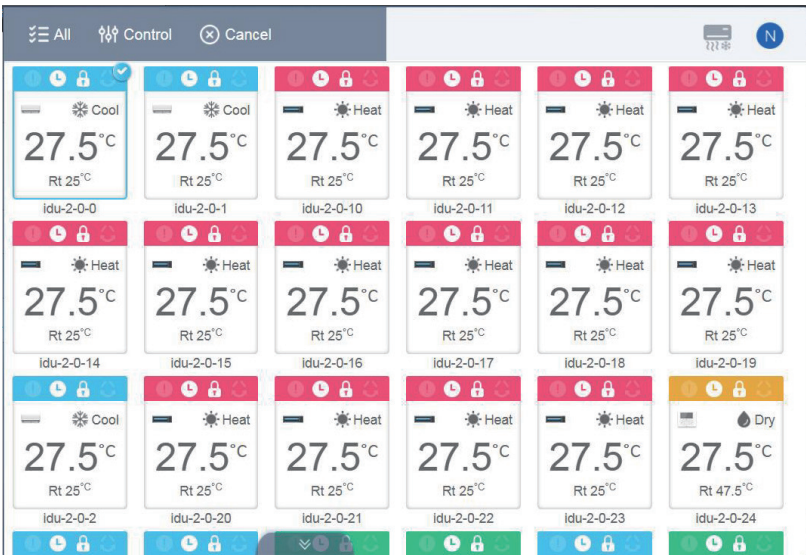 All Control Cancel N
Cool Cool Heat Heat Heat Heat
27.5°C 27.5°C 27.5°C 27.5°C 27.5°C 27.5°C
Rt 25°C Rt 25°C Rt 25°C Rt 25°C Rt 25°C Rt 25°C
idu-2-0-0 idu-2-0-1 idu-2-0-10 idu-2-0-11 idu-2-0-12 idu-2-0-13
Heat Heat Heat Heat Heat Heat
27.5°C 27.5°C 27.5°C 27.5°C 27.5°C 27.5°C
Rt 25°C Rt 25°C Rt 25°C Rt 25°C Rt 25°C Rt 25°C
idu-2-0-14 idu-2-0-15 idu-2-0-16 idu-2-0-17 idu-2-0-18 idu-2-0-19
Cool Heat Heat Heat Heat Dry
27.5°C 27.5°C 27.5°C 27.5°C 27.5°C 27.5°C
Rt 25°C Rt 25°C Rt 25°C Rt 25°C Rt 25°C Rt 47.5°C
idu-2-0-2 idu-2-0-20 idu-2-0-21 idu-2-0-22 idu-2-0-23 idu-2-0-24